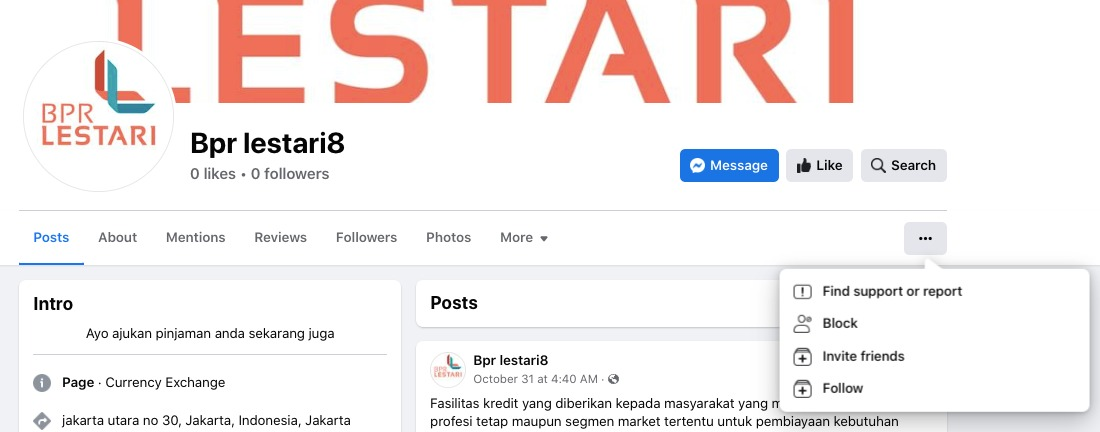 LESTARI
BPR
LESTARI
Bpr lestari8
0 likes • 0 followers
Message
Like
Search
Posts
About
Mentions
Reviews
Followers
Photos
More
Intro
Ayo ajukan pinjaman anda sekarang juga
Page · Currency Exchange
jakarta utara no 30, Jakarta, Indonesia, Jakarta
Posts
BPR
LESTARI
Bpr lestari8
October 31 at 4:40 AM ·
Fasilitas kredit yang diberikan kepada masyarakat yang
profesi tetap maupun segmen market tertentu untuk pembiayaan kebutuhan
Find support or report
Block
Invite friends
Follow